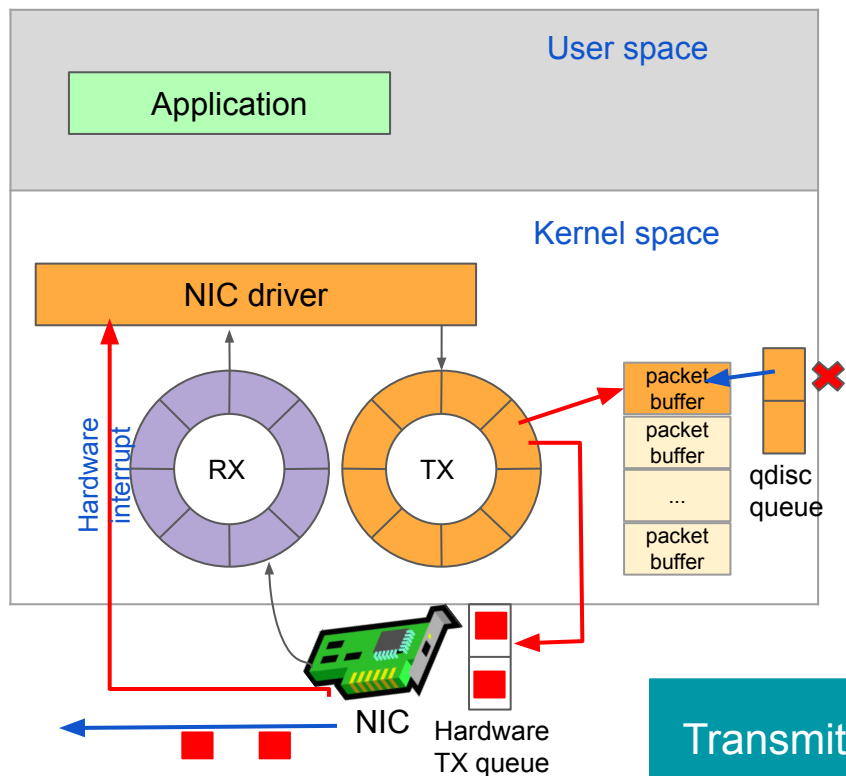 User space
Application
Kernel space
NIC driver
Hardware
interrupt
RX
TX
packet
buffer
packet
buffer
...
packet
buffer
qdisc
queue
NIC
Hardware
TX queue
Transmit